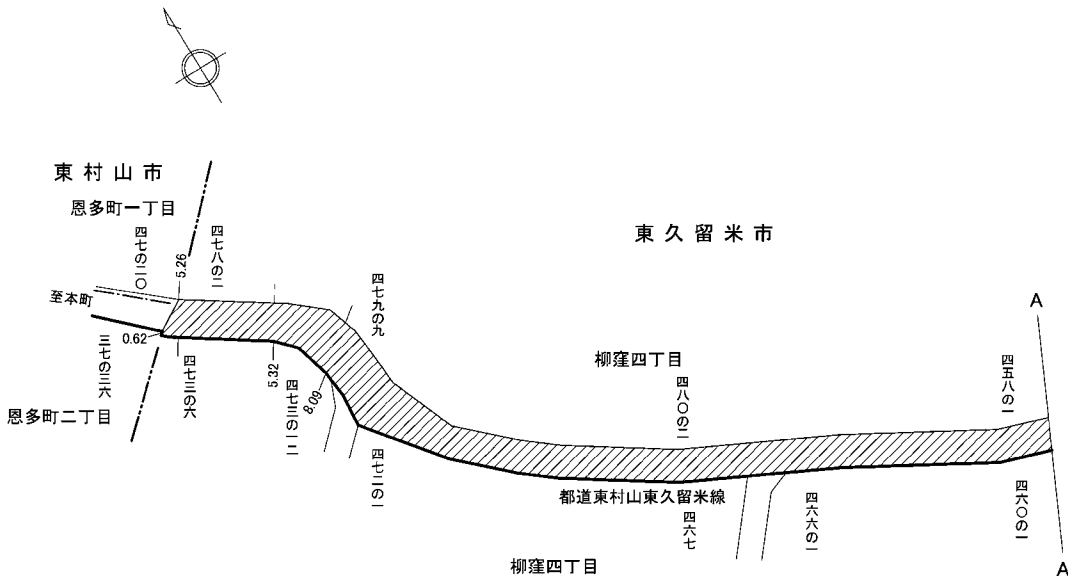 東村山市
恩多町一丁目
四七の二〇
5.26
四七八の二
東久留米市
至本町
四七九の九
A
0.62
三七の三六
四七三の六
5.32
四七三の一二
8.09
柳窪四丁目
四八〇の二
四五八の一
恩多町二丁目
四七二の一
都道東村山東久留米線
四六七
四六六の一
四六〇の一
柳窪四丁目
A